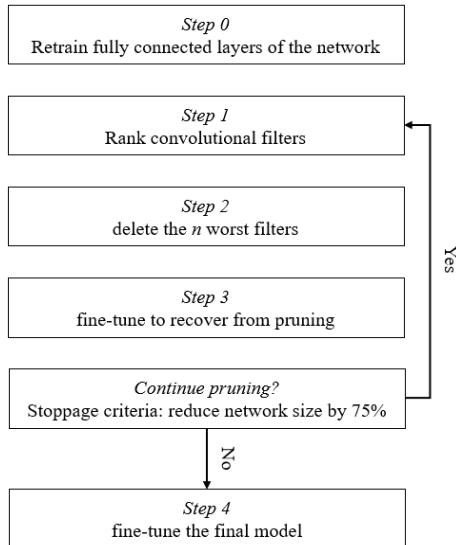 Step 0
Retrain fully connected layers of the network
Step 1
Rank convolutional filters
Step 2
delete the n worst filters
Step 3
fine-tune to recover from pruning
Yes
Continue pruning?
Stoppage criteria: reduce network size by 75%
No
Step 4
fine-tune the final model